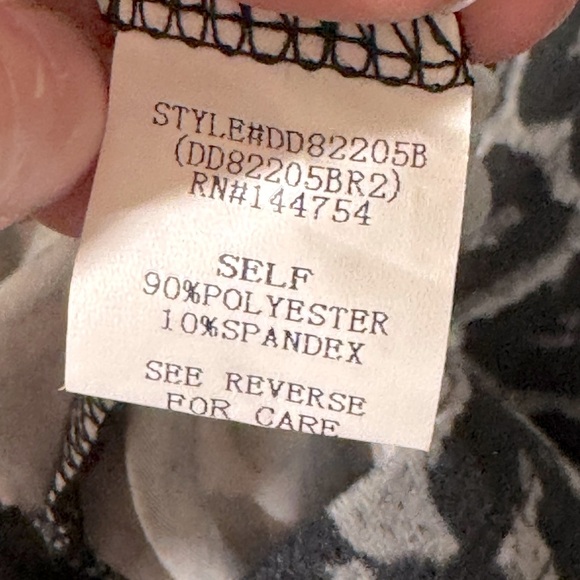 STYLE#DD82205B
(DD82205BR2)
RN#144754
SELF
90%POLYESTER
10%SPANDEX
SEE REVERSE
FOR CARE